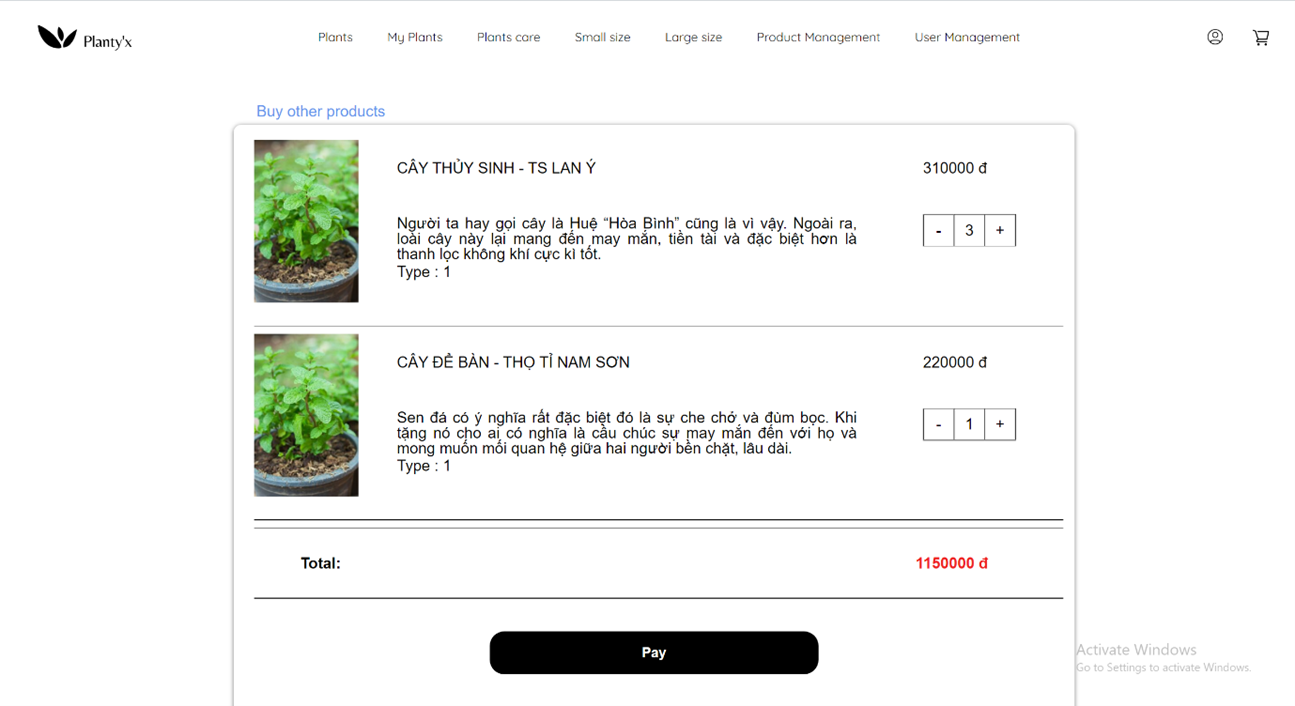 Planty'x
Plants
My Plants
Plants care
Small size
Large size
Product Management
User Management
Buy other products
CÂY THỦY SINH - TS LAN Ý
310000 đ
Người ta hay gọi cây là Huệ “Hòa Bình” cũng là vì vậy. Ngoài ra,
loài cây này lại mang đến may mắn, tiền tài và đặc biệt hơn là
thanh lọc không khí cực kì tốt.
Type : 1
- 3 +
CÂY ĐỂ BÀN - THỌ TỈ NAM SƠN
220000 đ
Sen đá có ý nghĩa rất đặc biệt đó là sự che chở và đùm bọc. Khi
tặng nó cho ai có nghĩa là cầu chúc sự may mắn đến với họ và
mong muốn mối quan hệ giữa hai người bền chặt, lâu dài.
Type : 1
- 1 +
Total:
1150000 đ
Pay
Activate Windows
Go to Settings to activate Windows.